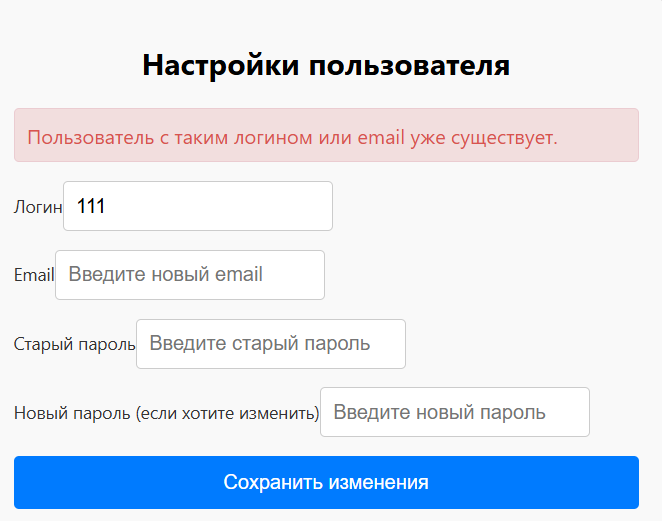 Настройки пользователя
Пользователь с таким логином или email уже существует.
Логин 111
Email Введите новый email
Старый пароль Введите старый пароль
Новый пароль (если хотите изменить) Введите новый пароль
Сохранить изменения